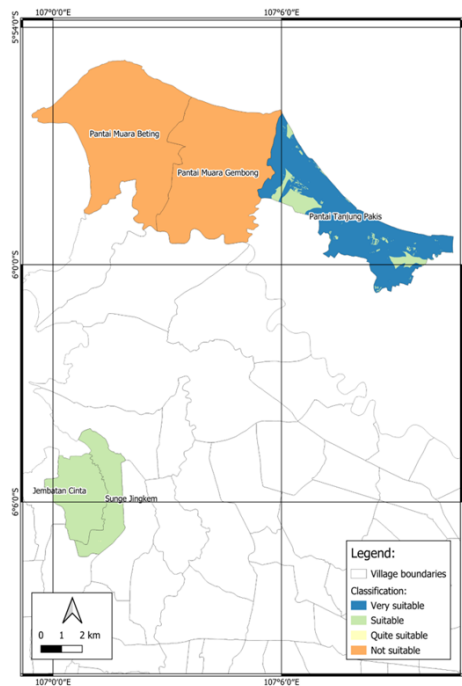 107°0'0"E 107°6'0"E
5°54'S
Pantai Muara Beting
Pantai Muara Gembong
Pantai Tanjung Pakis
6°0'0"S
Jembatan Cinta
Sunge Jingkem
6°6'0"S
Legend:
Village boundaries
Classification:
Very suitable
Suitable
Quite suitable
Not suitable
0 1 2 km
107°0'0"E 107°6'0"E